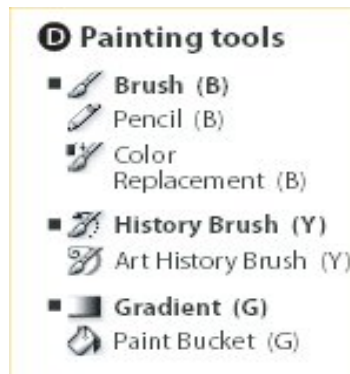 D Painting tools
Brush (B)
Pencil (B)
Color
Replacement (B)
History Brush (Y)
Art History Brush (Y)
Gradient (G)
Paint Bucket (G)